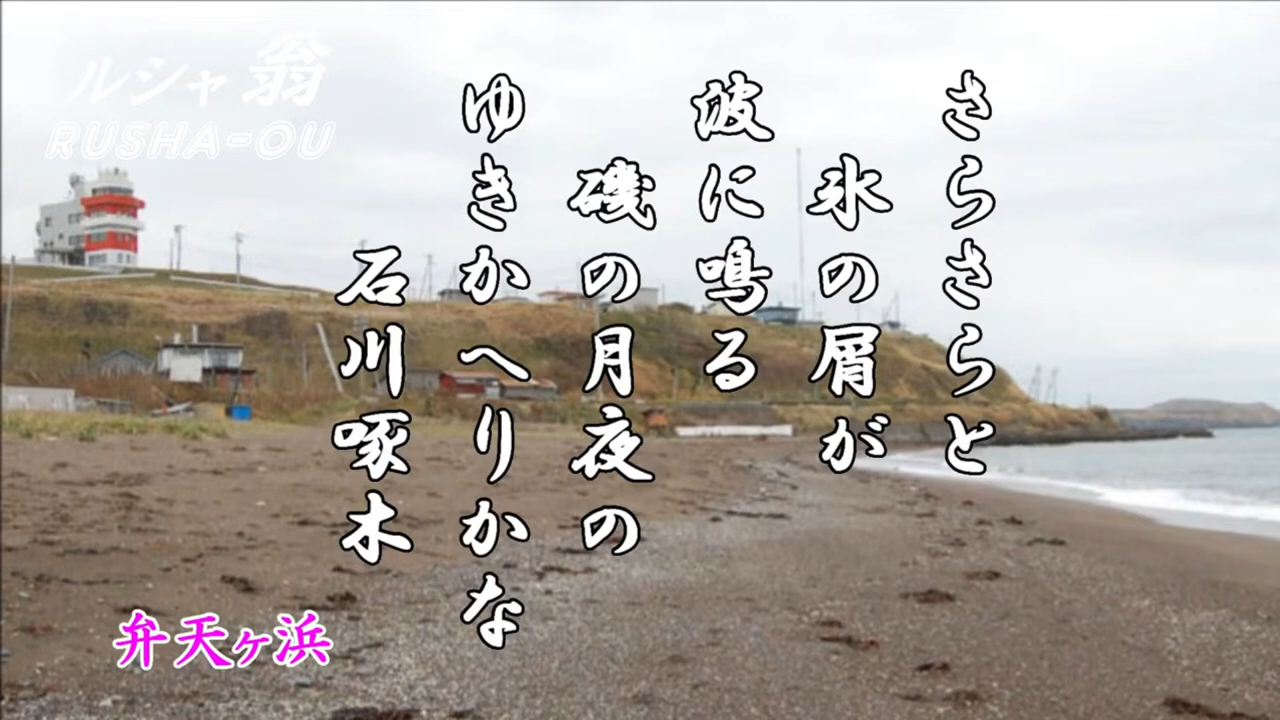 ルシャ翁
RUSHA-OU
さらさらと
氷の屑が
波に鳴る
磯の月夜の
ゆきかへりかな
石川啄木
弁天ヶ浜